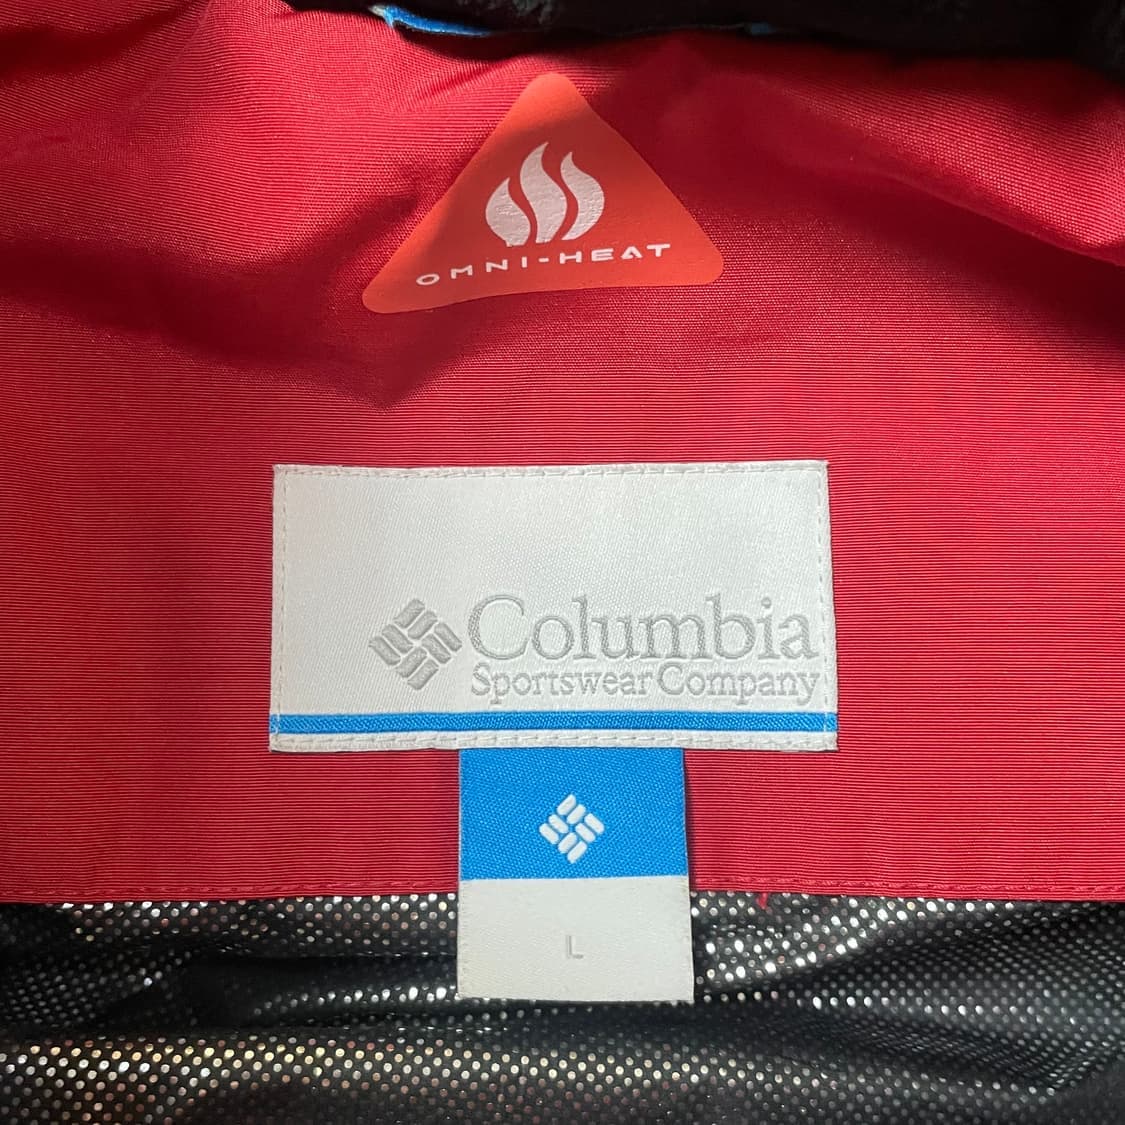 OMNI-HEAT
Columbia
Sportswear Company
L